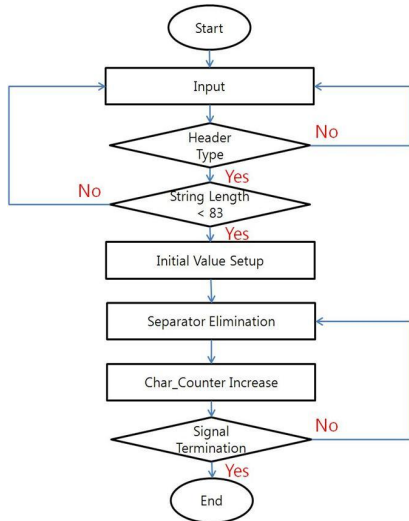 Start
Input
Header
Type
No
Yes
No
String Length
< 83
Yes
Initial Value Setup
Separator Elimination
Char_Counter Increase
Signal
Termination
No
Yes
End